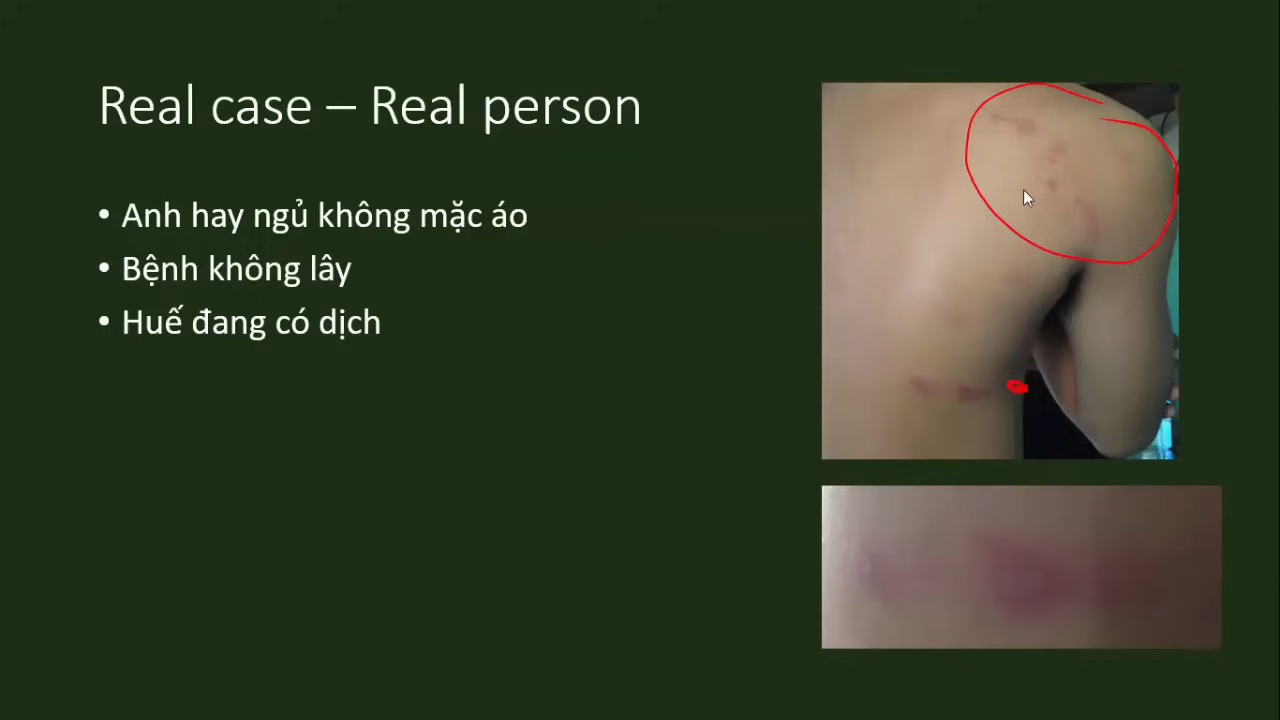 Real case – Real person
• Anh hay ngủ không mặc áo
• Bệnh không lây
• Huế đang có dịch